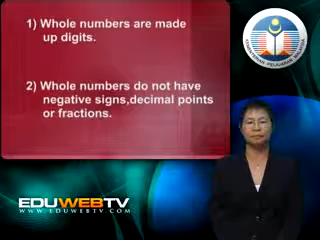 1) Whole numbers are made
up digits.
2) Whole numbers do not have
negative signs,decimal points
or fractions.
EDUWEBTV
WWW.EDUWEBTV.COM